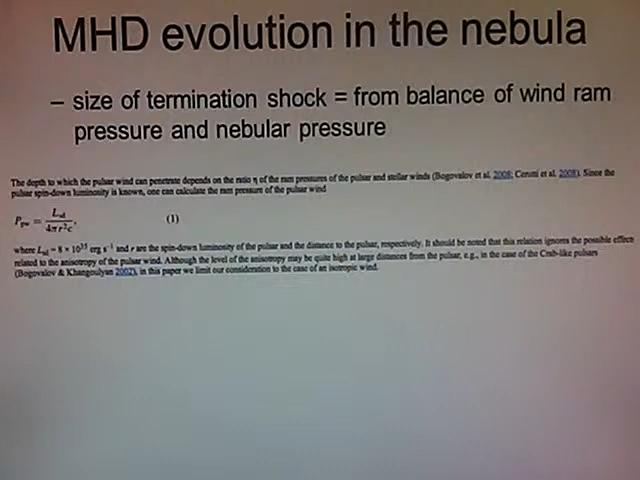 MHD evolution in the nebula
– size of termination shock = from balance of wind ram
pressure and nebular pressure
The depth to which the pulsar wind can penetrate depends on the ratio η of the ram pressures of the pulsar and stellar winds (Bogovalov et al. 2008; Ceruti et al. 2008). Since the
pulsar spin-down luminosity is known, one can calculate the ram pressure of the pulsar wind
P_pw = L_sd / 4πr²c , (1)
where L_sd = 8 × 10³⁵ erg s⁻¹ and r are the spin-down luminosity of the pulsar and the distance to the pulsar, respectively. It should be noted that this relation ignores the possible effects
related to the anisotropy of the pulsar wind. Although the level of the anisotropy may be quite high at large distances from the pulsar, e.g., in the case of the Crab-like pulsars
(Bogovalov & Khangoulyan 2002), in this paper we limit our consideration to the case of an isotropic wind.